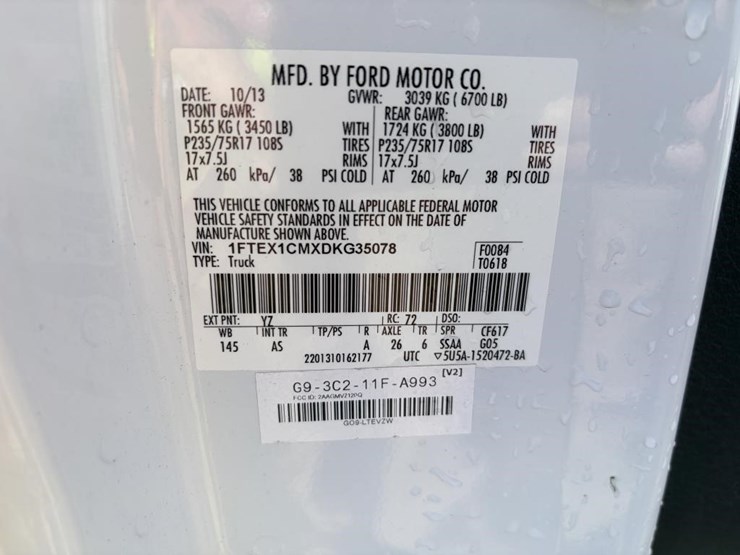 MFD. BY FORD MOTOR CO.
DATE: 10/13 GVWR: 3039 KG ( 6700 LB)
FRONT GAWR: REAR GAWR:
1565 KG ( 3450 LB) WITH 1724 KG ( 3800 LB) WITH
P235/75R17 108S TIRES P235/75R17 108S TIRES
17x7.5J RIMS 17x7.5J RIMS
AT 260 kPa/ 38 PSI COLD AT 260 kPa/ 38 PSI COLD
THIS VEHICLE CONFORMS TO ALL APPLICABLE FEDERAL MOTOR
VEHICLE SAFETY STANDARDS IN EFFECT ON THE DATE OF
MANUFACTURE SHOWN ABOVE.
VIN: 1FTEX1CMXDKG35078 F0084
TYPE: Truck T0618
EXT PNT: YZ RC: 72 DSO:
WB INT TR TP/PS R AXLE TR SPR CF617
145 AS A 26 6 SSAA G05
2201310162177 UTC ▽5U5A-1520472-BA
G9-3C2-11F-A993 [V2]
FCC ID: 2AAGMVZ120G
GO9-LTEVZW